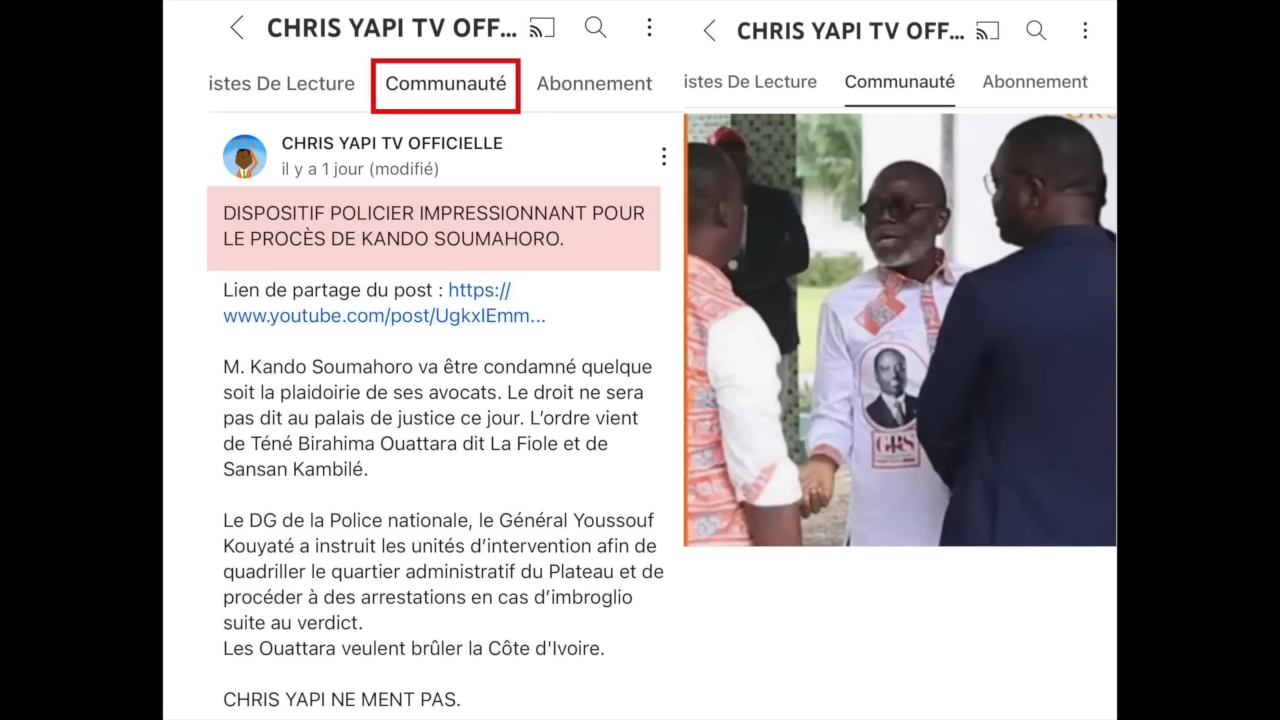 CHRIS YAPI TV OFF...
istes De Lecture
Communauté
Abonnement
CHRIS YAPI TV OFFICIELLE
il y a 1 jour (modifié)
DISPOSITIF POLICIER IMPRESSIONNANT POUR
LE PROCÈS DE KANDO SOUMAHORO.
Lien de partage du post : https://
www.youtube.com/post/UgkxIEmm...
M. Kando Soumahoro va être condamné quelque
soit la plaidoirie de ses avocats. Le droit ne sera
pas dit au palais de justice ce jour. L’ordre vient
de Téné Birahima Ouattara dit La Fiole et de
Sansan Kambilé.
Le DG de la Police nationale, le Général Youssouf
Kouyaté a instruit les unités d’intervention afin de
quadriller le quartier administratif du Plateau et de
procéder à des arrestations en cas d’imbroglio
suite au verdict.
Les Ouattara veulent brûler la Côte d'Ivoire.
CHRIS YAPI NE MENT PAS.
CHRIS YAPI TV OFF...
istes De Lecture
Communauté
Abonnement
GPS